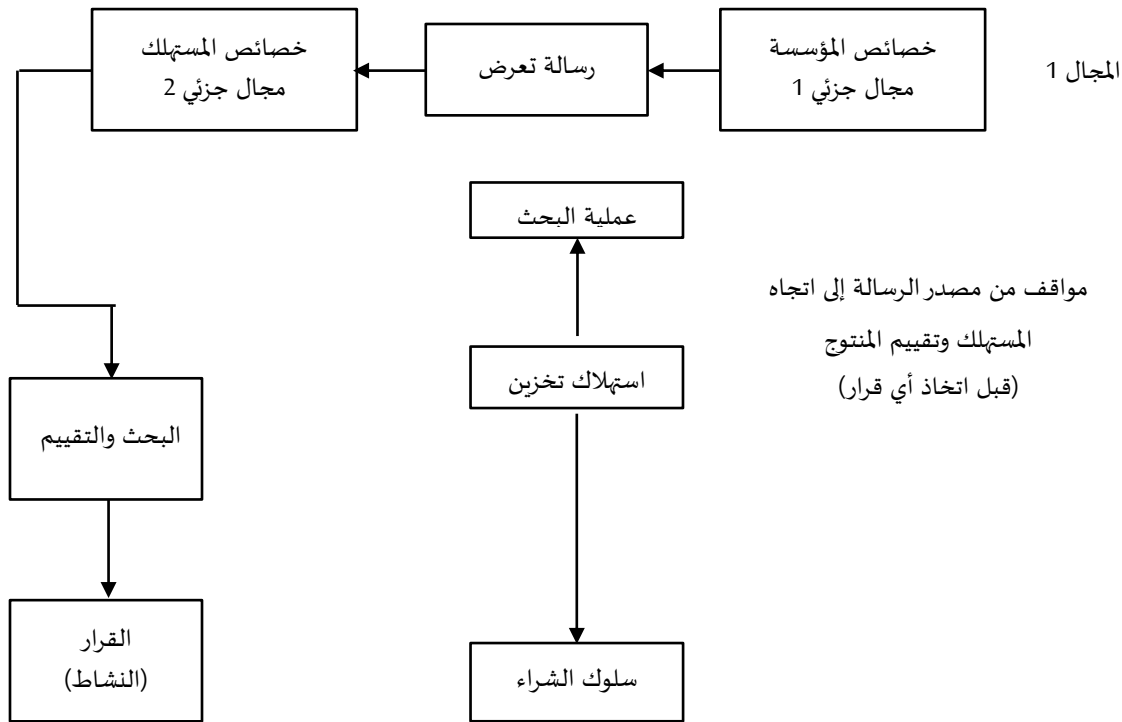 المجال 1
خصائص المؤسسة
مجال جزئي 1
رسالة تعرض
خصائص المستهلك
مجال جزئي 2
عملية البحث
مواقف من مصدر الرسالة إلى اتجاه
المستهلك وتقييم المنتوج
(قبل اتخاذ أي قرار)
استهلاك تخزين
البحث والتقييم
سلوك الشراء
القرار
(النشاط)